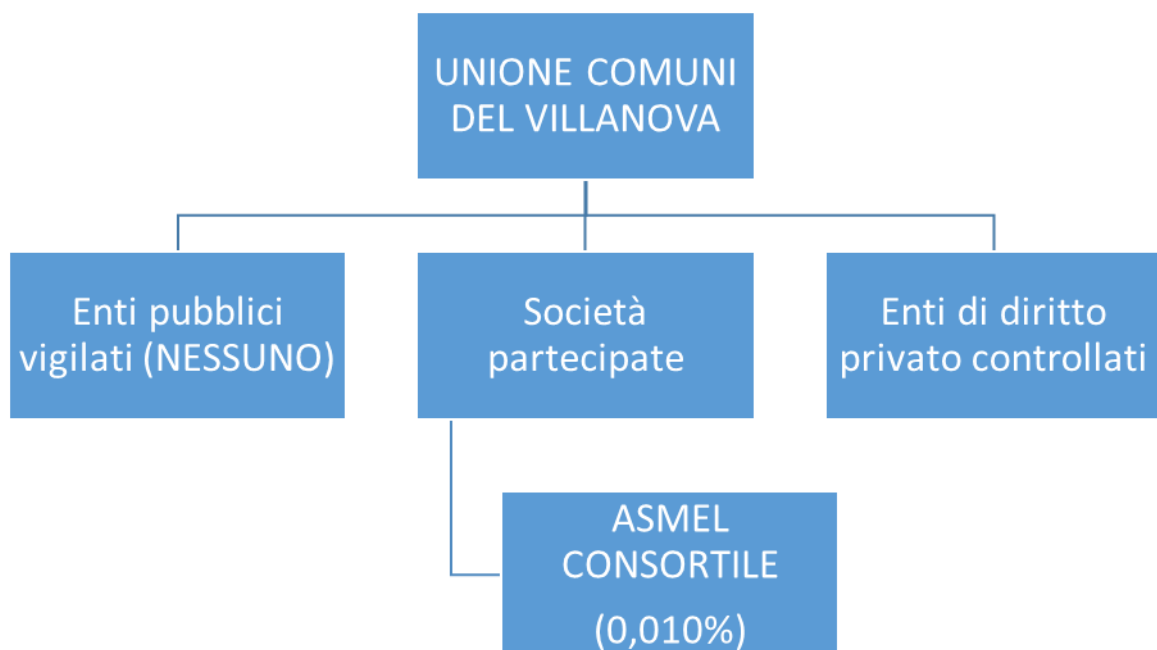 UNIONE COMUNI
DEL VILLANOVA
Enti pubblici
vigilati (NESSUNO)
Società
partecipate
Enti di diritto
privato controllati
ASMEL
CONSORTILE
(0,010%)